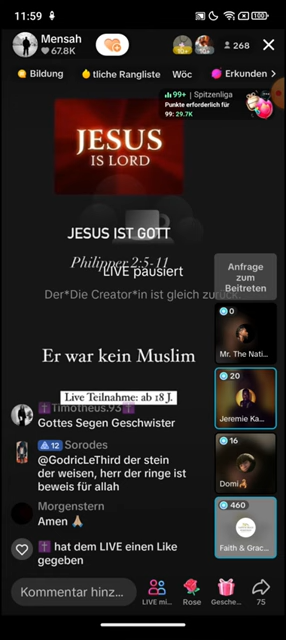 11:59
100
Mensah
67.8K
268
Bildung
tliche Rangliste
Wöc
Erkunden
99+ | Spitzenliga
Punkte erforderlich für
99: 29.7K
JESUS
IS LORD
JESUS IST GOTT
Philipper 2:5-11
LIVE pausiert
Der*Die Creator*in ist gleich zurück.
Anfrage
zum
Beitreten
0
Mr. The Nati...
Er war kein Muslim
20
Jeremie Ka...
Live Teilnahme: ab 18 J.
Timotheus.93
Gottes Segen Geschwister
12 Sorodes
@GodricLeThird der stein
der weisen, herr der ringe ist
beweis für allah
16
Domi
Morgenstern
Amen 🙏🏼
460
Faith & Grac...
hat dem LIVE einen Like
gegeben
Kommentar hinz...
LIVE mi...
Rose
Gesche...
75